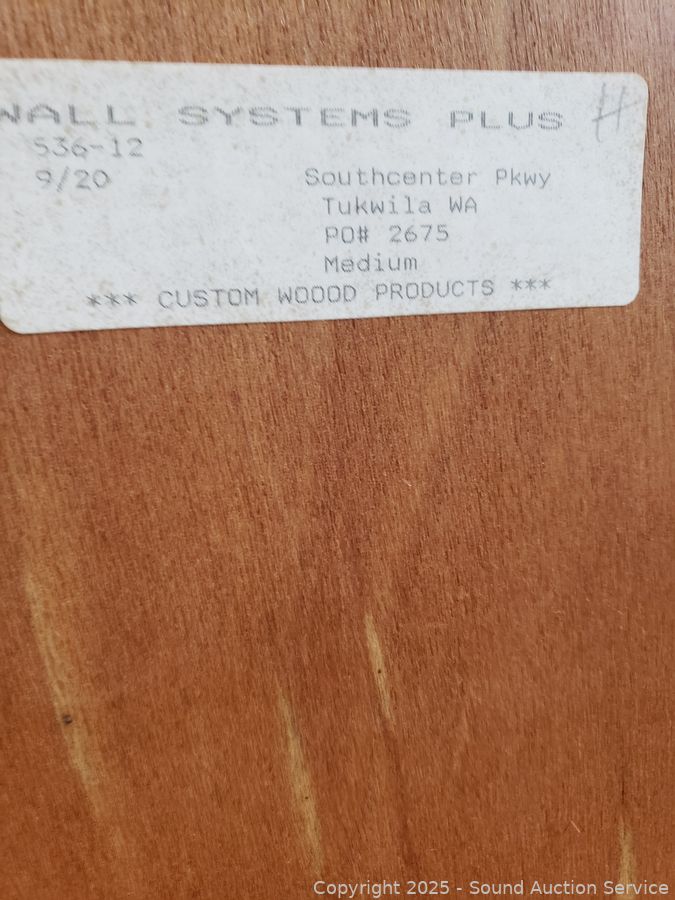 WALL SYSTEMS PLUS H
536-12
9/20 Southcenter Pkwy
Tukwila WA
PO# 2675
Medium
*** CUSTOM WOOOD PRODUCTS ***
Copyright 2025 - Sound Auction Service